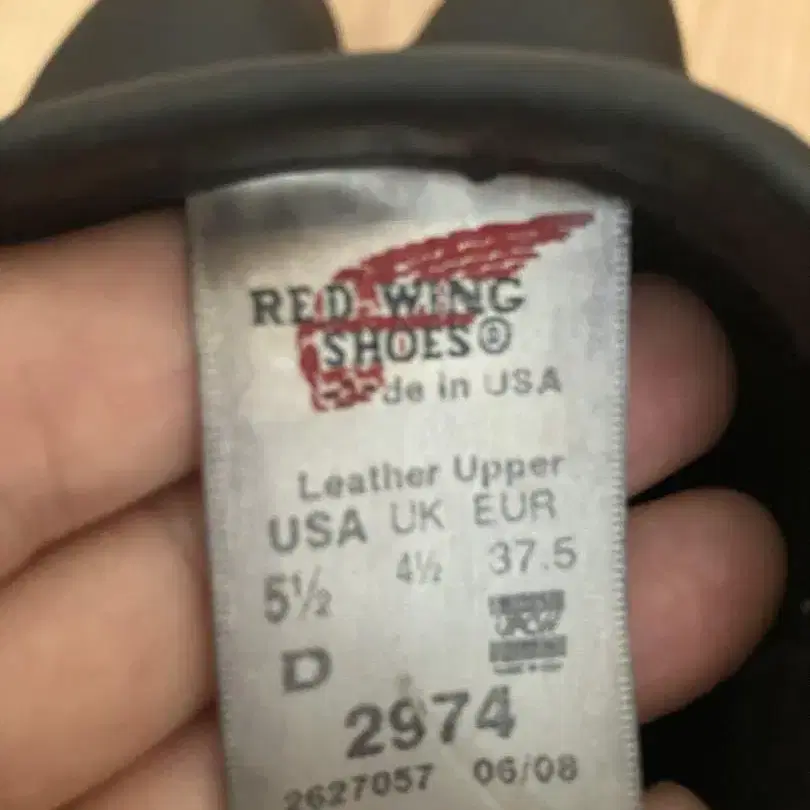 RED WING
SHOES®
de in USA
Leather Upper
USA UK EUR
5½ 4½ 37.5
D
2974
2627057 06/08